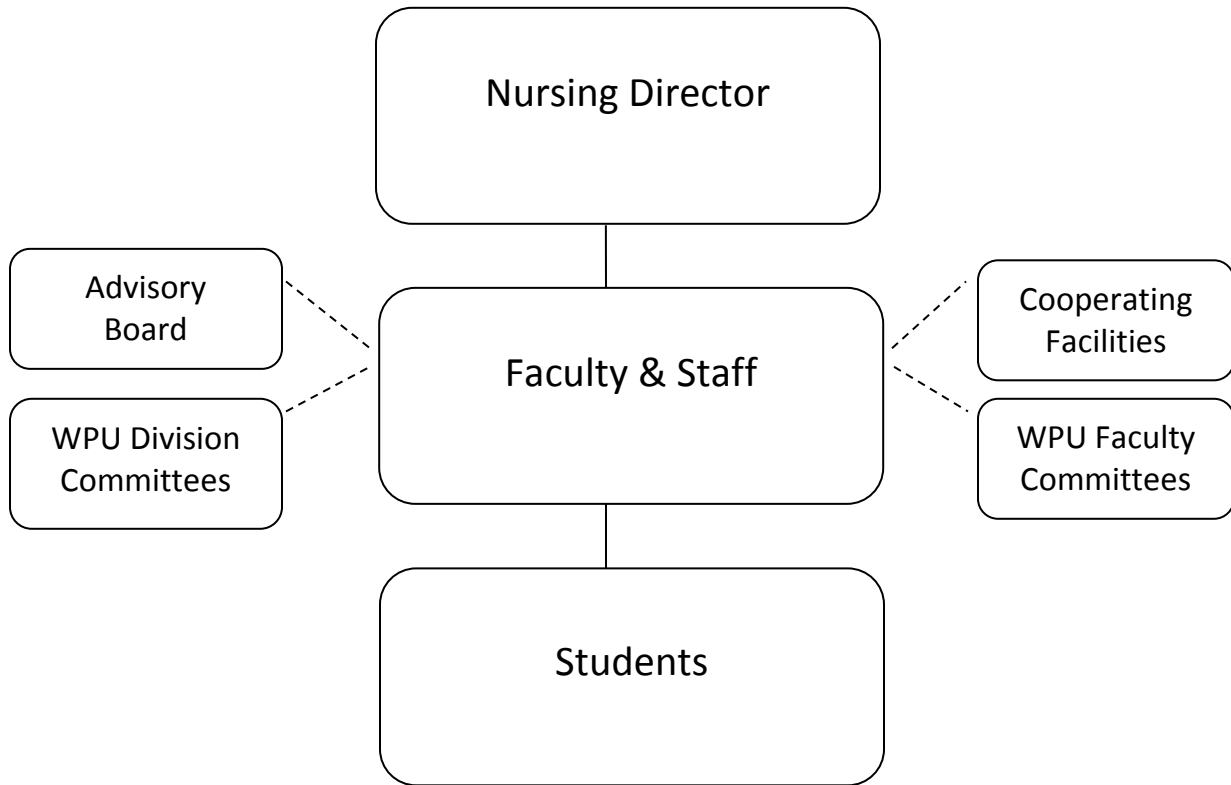 Nursing Director
Advisory
Board
Cooperating
Facilities
Faculty & Staff
WPU Division
Committees
WPU Faculty
Committees
Students